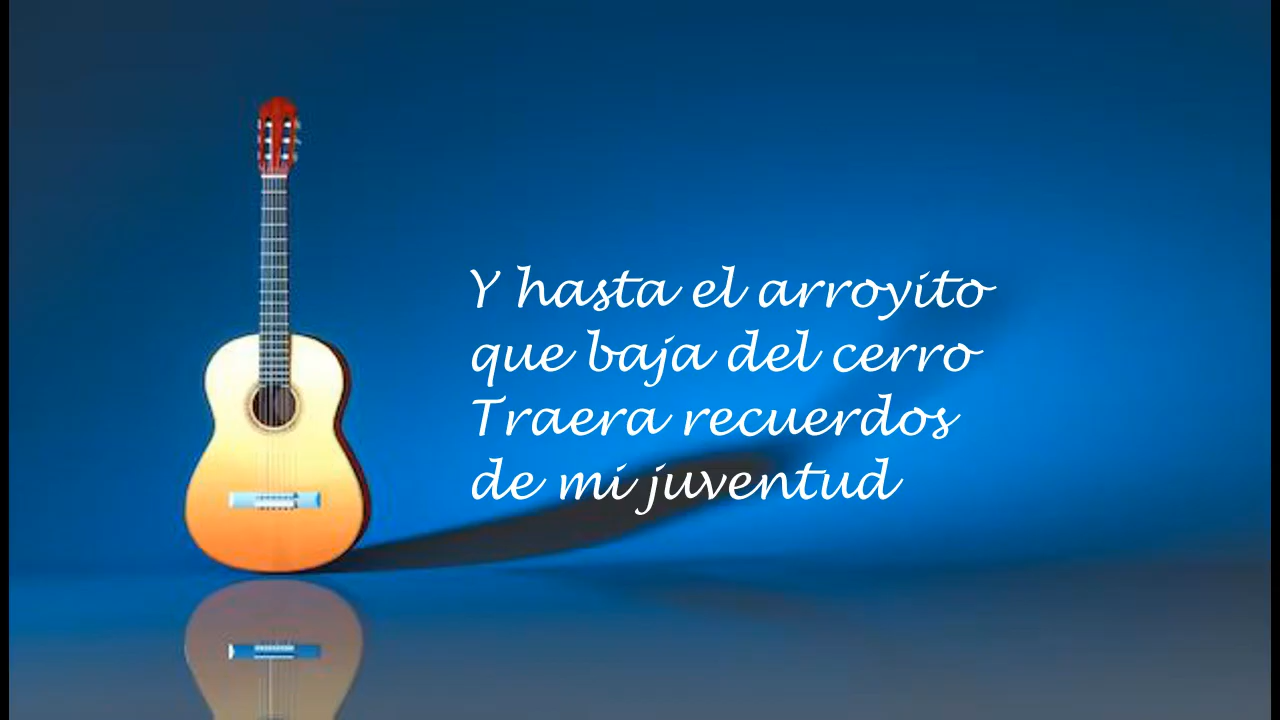 Y hasta el arroyito
que baja del cerro
Traera recuerdos
de mi juventud